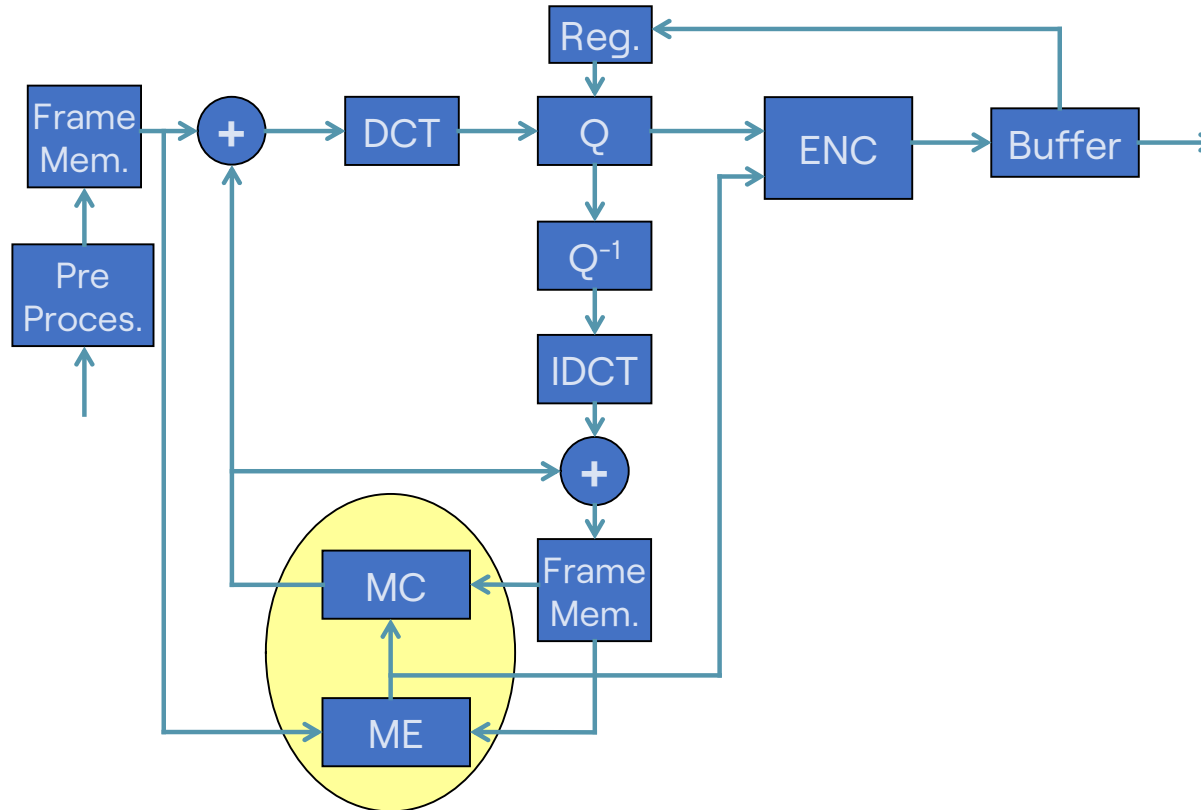 Reg.
Frame
Mem.
+
DCT
Q
ENC
Buffer
Pre
Proces.
Q⁻¹
IDCT
+
MC
Frame
Mem.
ME